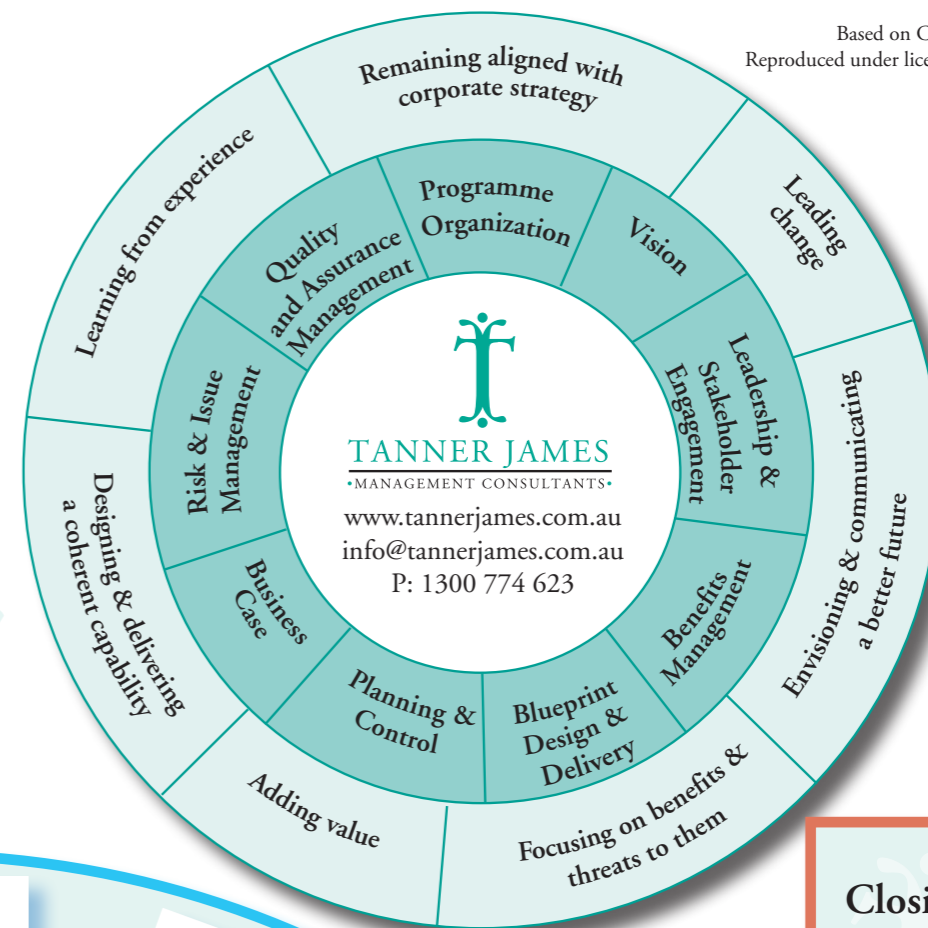 Based on
Reproduced under
Remaining aligned with
corporate strategy
Leading
change
Envisioning & communicating
a better future
Focusing on benefits &
threats to them
Adding value
Designing & delivering
a coherent capability
Learning from experience
Programme
Organization
Vision
Leadership &
Stakeholder
Engagement
Benefits
Management
Blueprint
Design &
Delivery
Planning &
Control
Business
Case
Risk & Issue
Management
Quality
and Assurance
Management
TANNER JAMES
•MANAGEMENT CONSULTANTS•
www.tannerjames.com.au
info@tannerjames.com.au
P: 1300 774 623